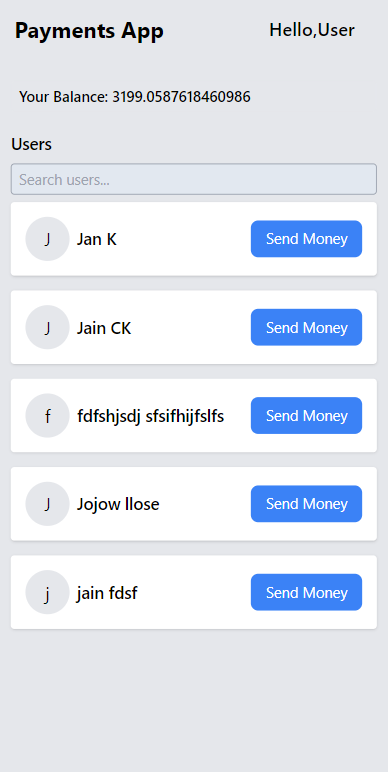 Payments App Hello,User
Your Balance: 3199.0587618460986
Users
Search users...
J Jan K Send Money
J Jain CK Send Money
f fdfshjsdj sfsifhijfslfs Send Money
J Jojow llose Send Money
j jain fdsf Send Money